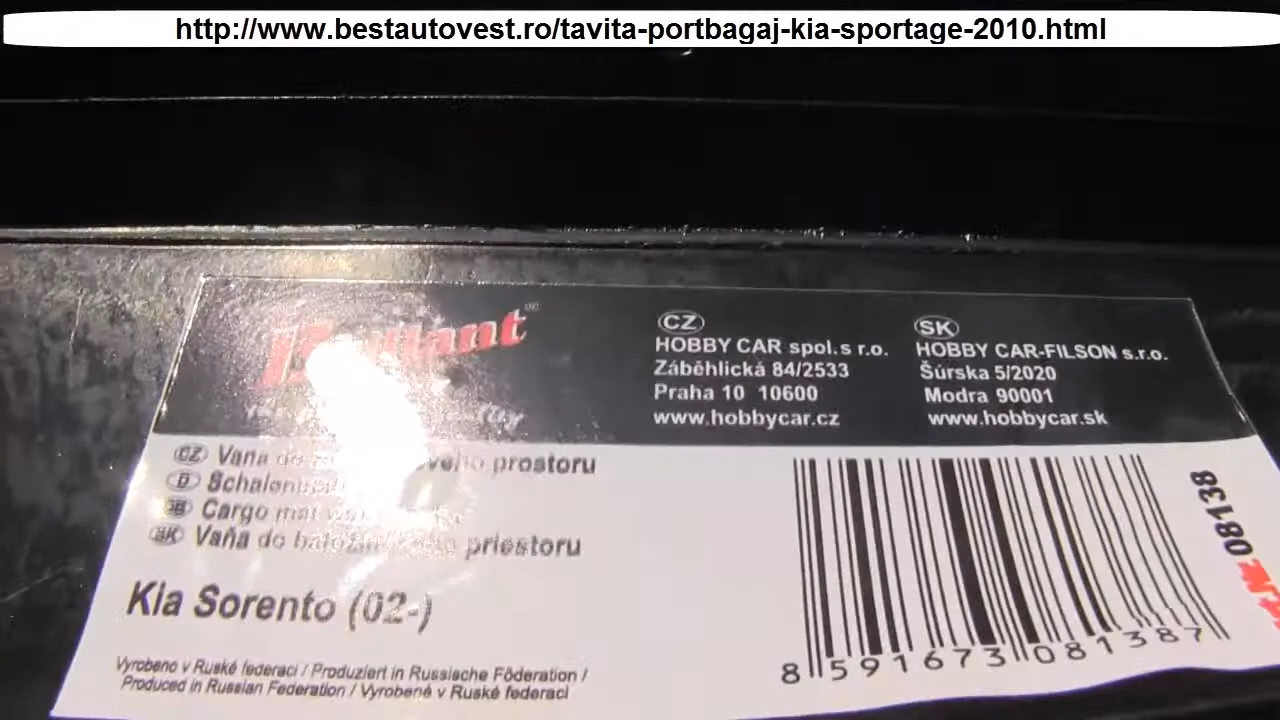 http://www.bestautovest.ro/tavita-portbagaj-kia-sportage-2010.html
CZ
HOBBY CAR spol.s r.o.
Záběhlická 84/2533
Praha 10 10600
www.hobbycar.cz
SK
HOBBY CAR-FILSON s.r.o.
Šúrska 5/2020
Modra 90001
www.hobbycar.sk
CZ Vana do prostoru
D
GB Cargo mat
SK Vaňa do priestoru
Kia Sorento (02-)
Vyrobeno v Ruské federaci / Produziert in Russische Föderation /
Produced in Russian Federation / Vyrobené v Ruské federaci
8 591673 081387
08138